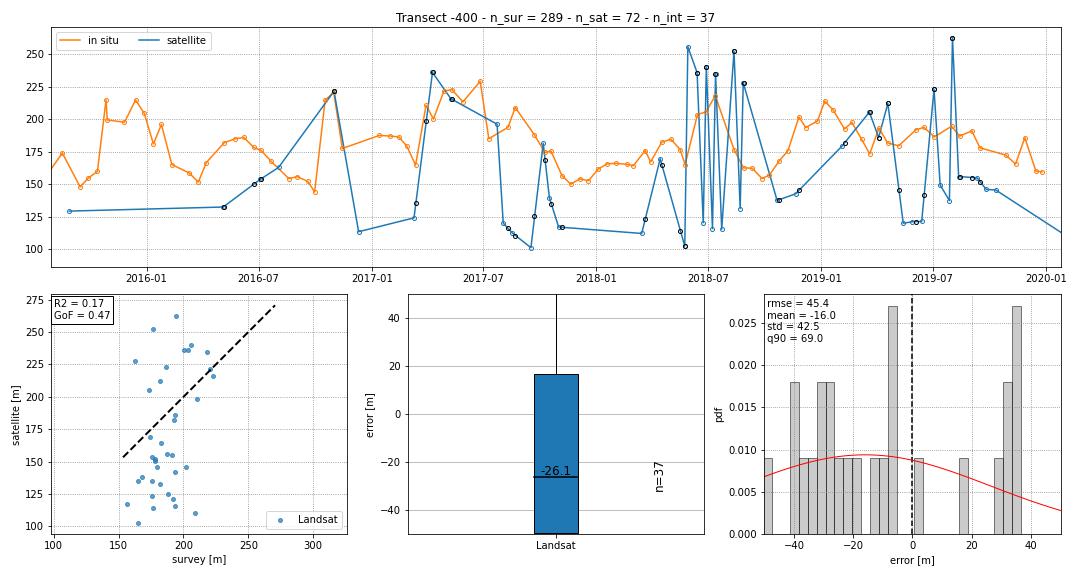 Transect -400 - n_sur = 289 - n_sat = 72 - n_int = 37
in situ
satellite
250
225
200
175
150
125
100
2016-01
2016-07
2017-01
2017-07
2018-01
2018-07
2019-01
2019-07
2020-01
R2 = 0.17
GoF = 0.47
275
250
225
200
175
150
125
100
satellite [m]
100
150
200
250
300
survey [m]
Landsat
error [m]
40
20
0
−20
−40
-26.1
n=37
Landsat
rmse = 45.4
mean = -16.0
std = 42.5
q90 = 69.0
pdf
0.025
0.020
0.015
0.010
0.005
0.000
−40
−20
0
20
40
error [m]